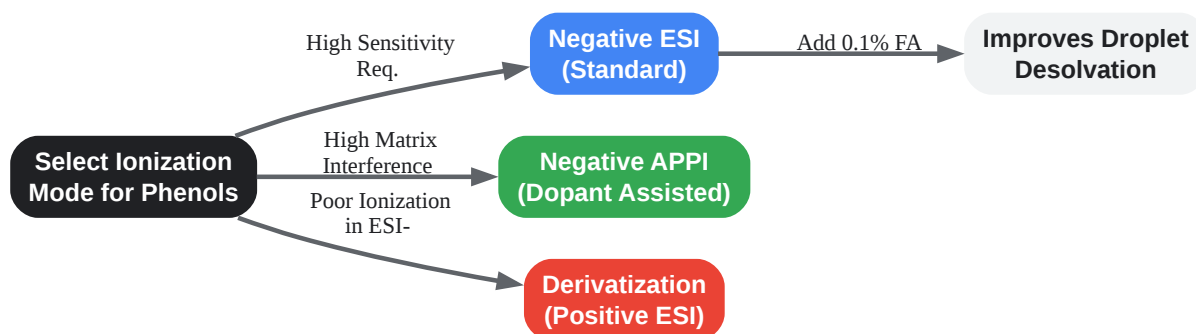 Select Ionization
Mode for Phenols
High Sensitivity
Req.
Negative ESI
(Standard)
Add 0.1% FA
Improves Droplet
Desolvation
High Matrix
Interference
Negative APPI
(Dopant Assisted)
Poor Ionization
in ESI-
Derivatization
(Positive ESI)